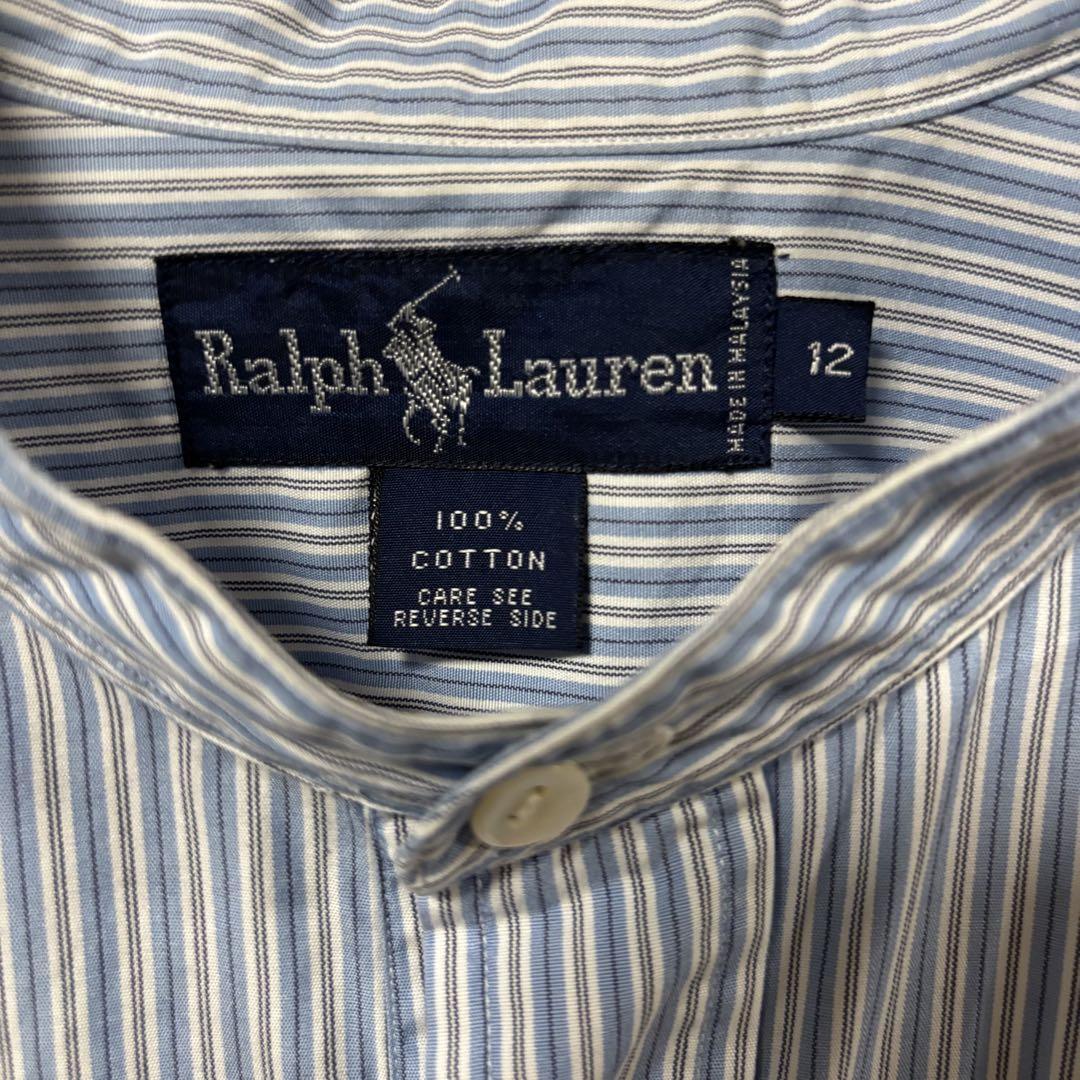 Ralph Lauren
MADE IN MALAYSIA
12
100%
COTTON
CARE SEE
REVERSE SIDE